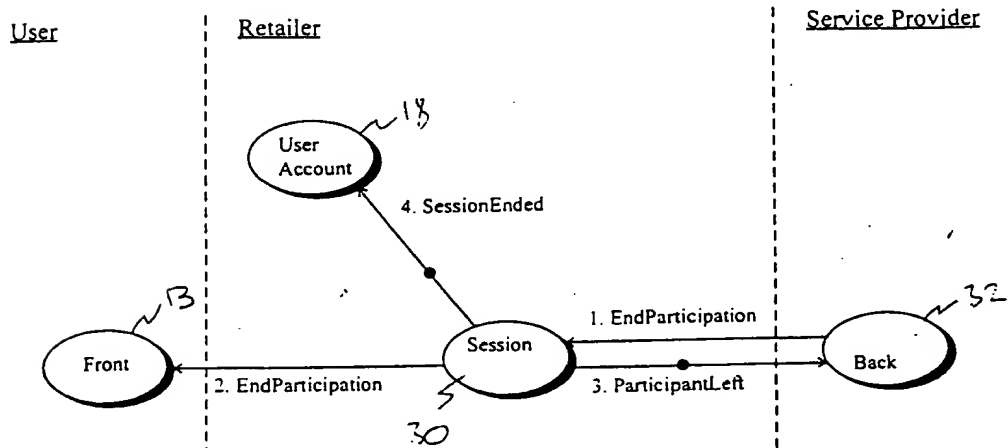 User
Retailer
Service Provider
18
User
Account
4. SessionEnded
13
32
1. EndParticipation
Session
Front
Back
2. EndParticipation
3. ParticipantLeft
30